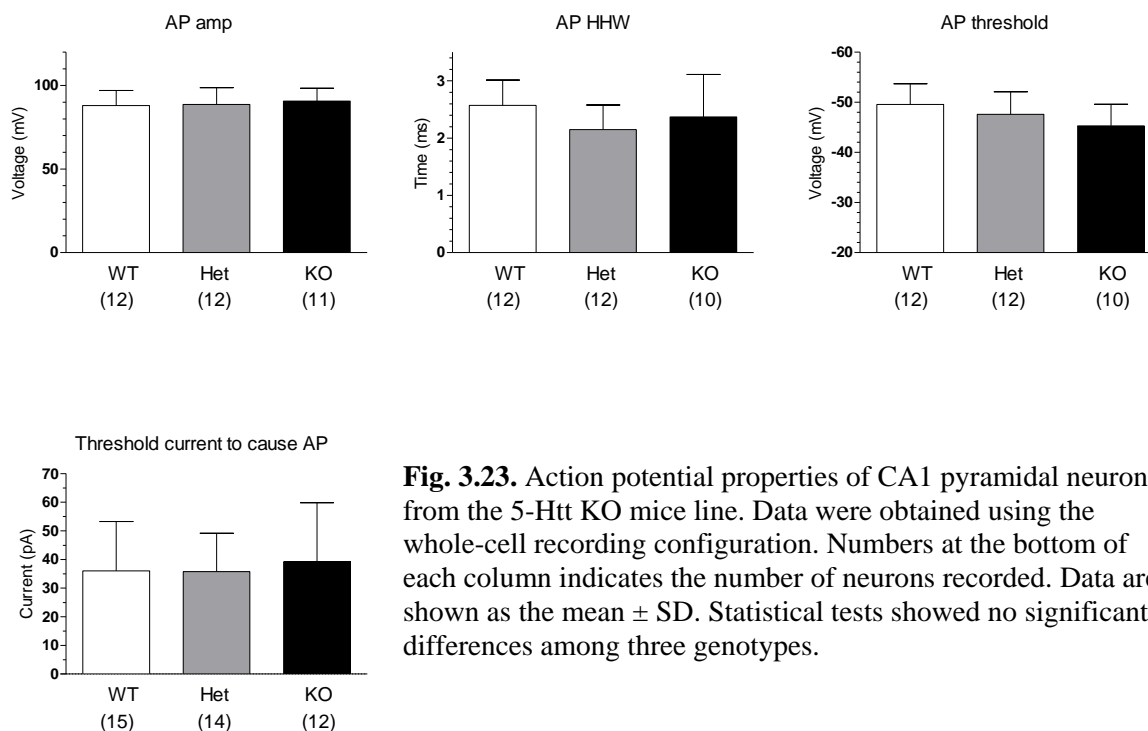 AP amp
AP HHW
AP threshold
Voltage (mV)
100
50
0
WT
Het
KO
(12)
(12)
(11)
Time (ms)
3
2
1
0
WT
Het
KO
(12)
(12)
(10)
Voltage (mV)
-60
-50
-40
-30
-20
WT
Het
KO
(12)
(12)
(10)
Threshold current to cause AP
Current (pA)
70
60
50
40
30
20
10
0
WT
Het
KO
(15)
(14)
(12)
Fig. 3.23. Action potential properties of CA1 pyramidal neuron
from the 5-Htt KO mice line. Data were obtained using the
whole-cell recording configuration. Numbers at the bottom of
each column indicates the number of neurons recorded. Data are
shown as the mean ± SD. Statistical tests showed no significant
differences among three genotypes.